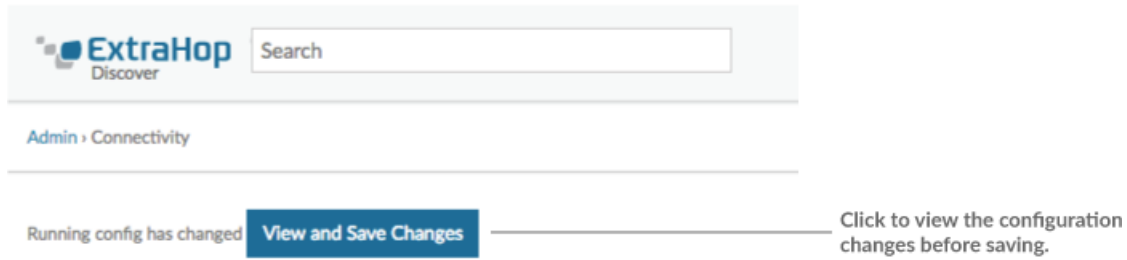 ExtraHop
Discover
Search
Admin › Connectivity
Running config has changed View and Save Changes
Click to view the configuration
changes before saving.